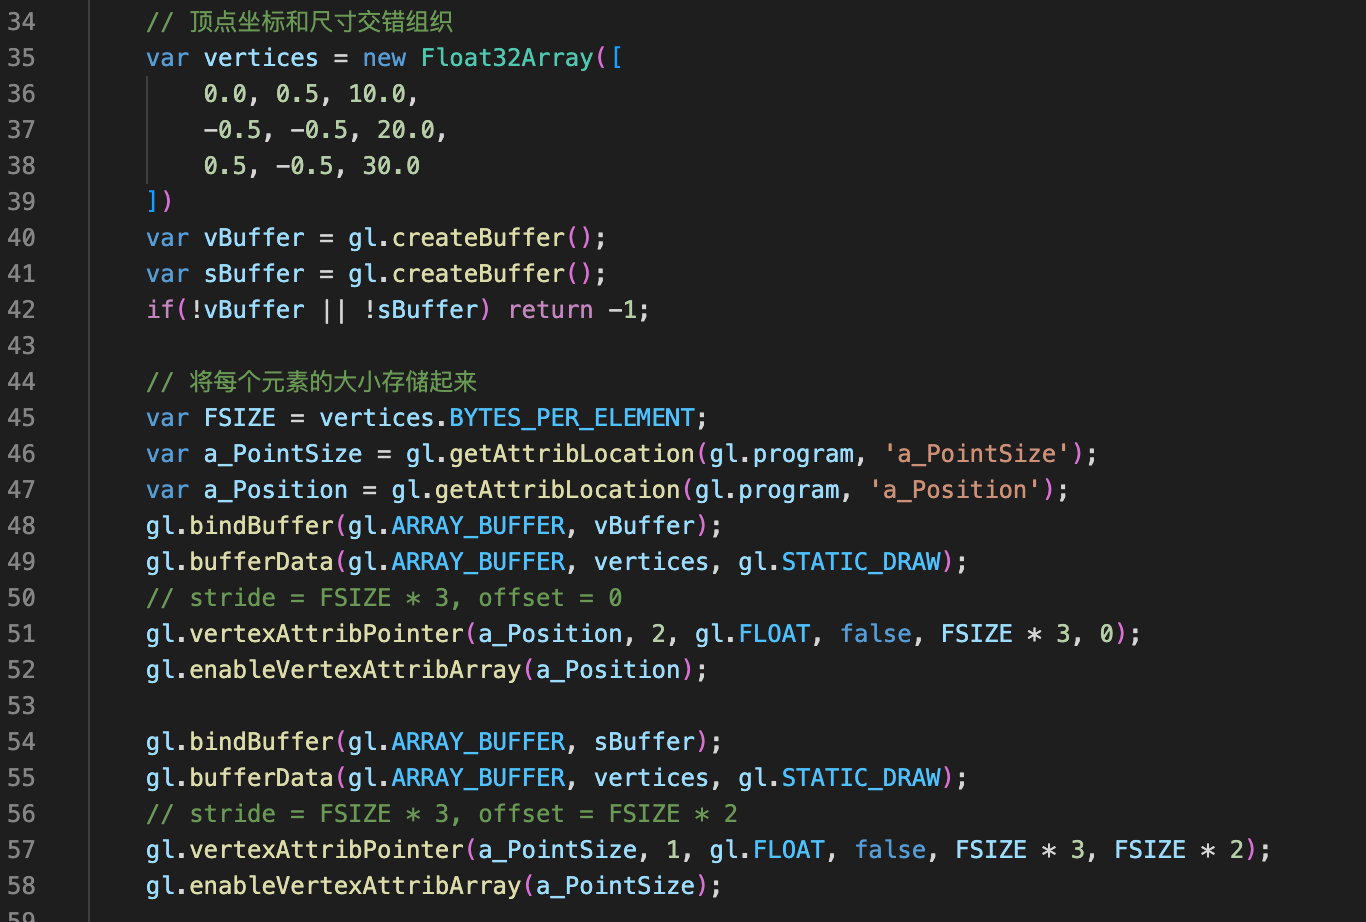 34 // 顶点坐标和尺寸交错组织
35 var vertices = new Float32Array([
36 0.0, 0.5, 10.0,
37 -0.5, -0.5, 20.0,
38 0.5, -0.5, 30.0
39 ])
40 var vBuffer = gl.createBuffer();
41 var sBuffer = gl.createBuffer();
42 if(!vBuffer || !sBuffer) return -1;
43
44 // 将每个元素的大小存储起来
45 var FSIZE = vertices.BYTES_PER_ELEMENT;
46 var a_PointSize = gl.getAttribLocation(gl.program, 'a_PointSize');
47 var a_Position = gl.getAttribLocation(gl.program, 'a_Position');
48 gl.bindBuffer(gl.ARRAY_BUFFER, vBuffer);
49 gl.bufferData(gl.ARRAY_BUFFER, vertices, gl.STATIC_DRAW);
50 // stride = FSIZE * 3, offset = 0
51 gl.vertexAttribPointer(a_Position, 2, gl.FLOAT, false, FSIZE * 3, 0);
52 gl.enableVertexAttribArray(a_Position);
53
54 gl.bindBuffer(gl.ARRAY_BUFFER, sBuffer);
55 gl.bufferData(gl.ARRAY_BUFFER, vertices, gl.STATIC_DRAW);
56 // stride = FSIZE * 3, offset = FSIZE * 2
57 gl.vertexAttribPointer(a_PointSize, 1, gl.FLOAT, false, FSIZE * 3, FSIZE * 2);
58 gl.enableVertexAttribArray(a_PointSize);
59